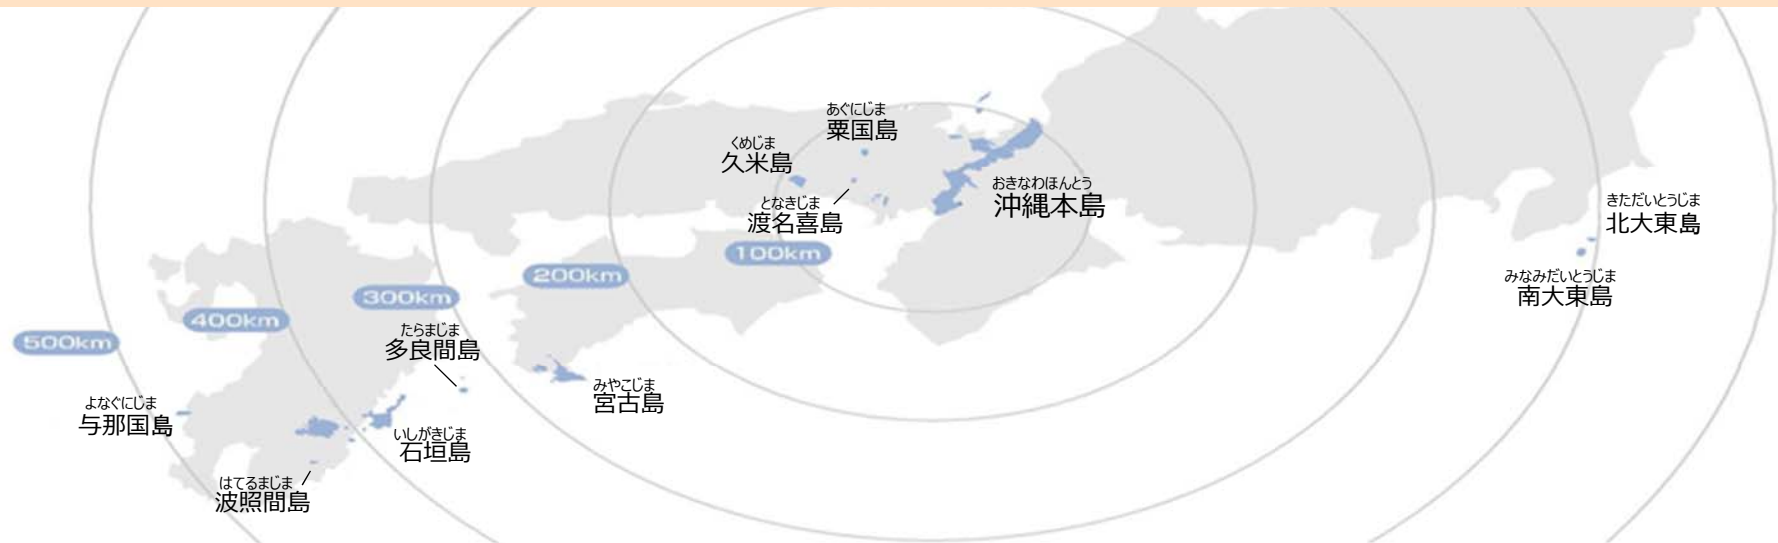 あぐにじま
粟国島
くめじま
久米島
となきじま
渡名喜島
おきなわほんとう
沖縄本島
きただいとうじま
北大東島
みなみだいとうじま
南大東島
100km
200km
300km
400km
500km
たらまじま
多良間島
みやこじま
宮古島
よなぐにじま
与那国島
いしがきじま
石垣島
はてるまじま
波照間島